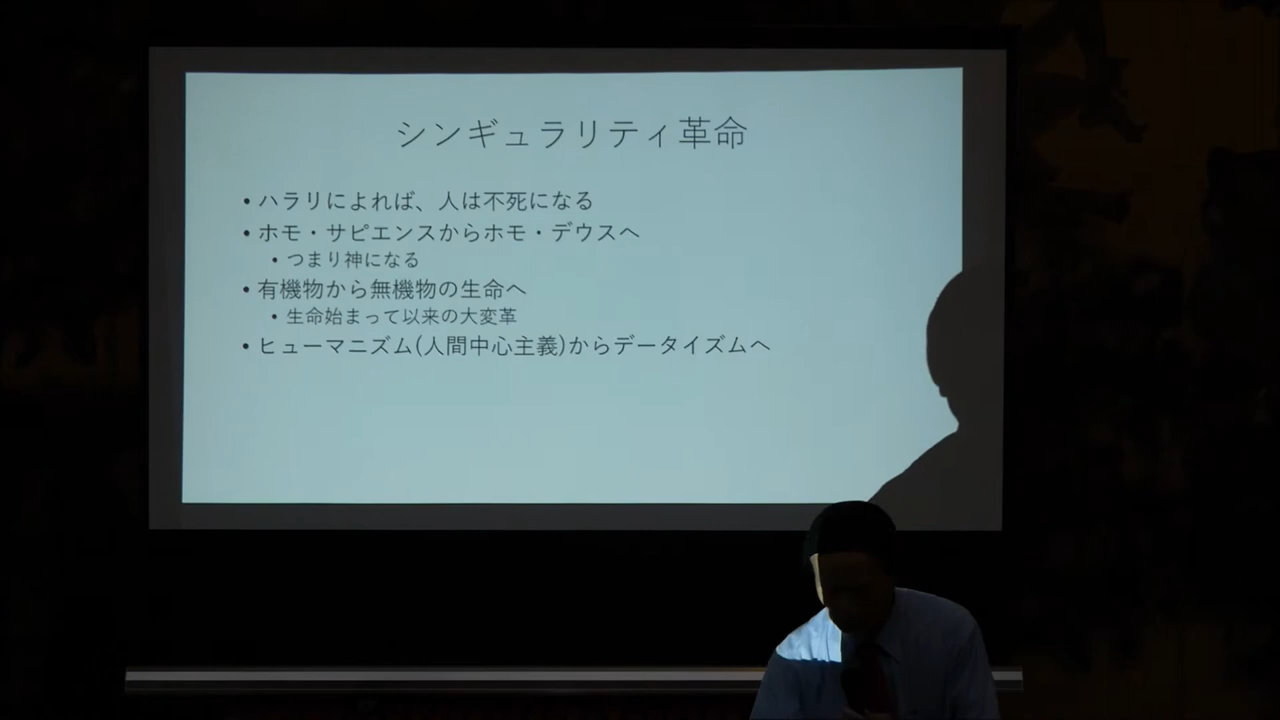 シンギュラリティ革命
• ハラリによれば、人は不死になる
• ホモ・サピエンスからホモ・デウスへ
• つまり神になる
• 有機物から無機物の生命へ
• 生命始まって以来の大変革
• ヒューマニズム(人間中心主義)からデータイズムへ